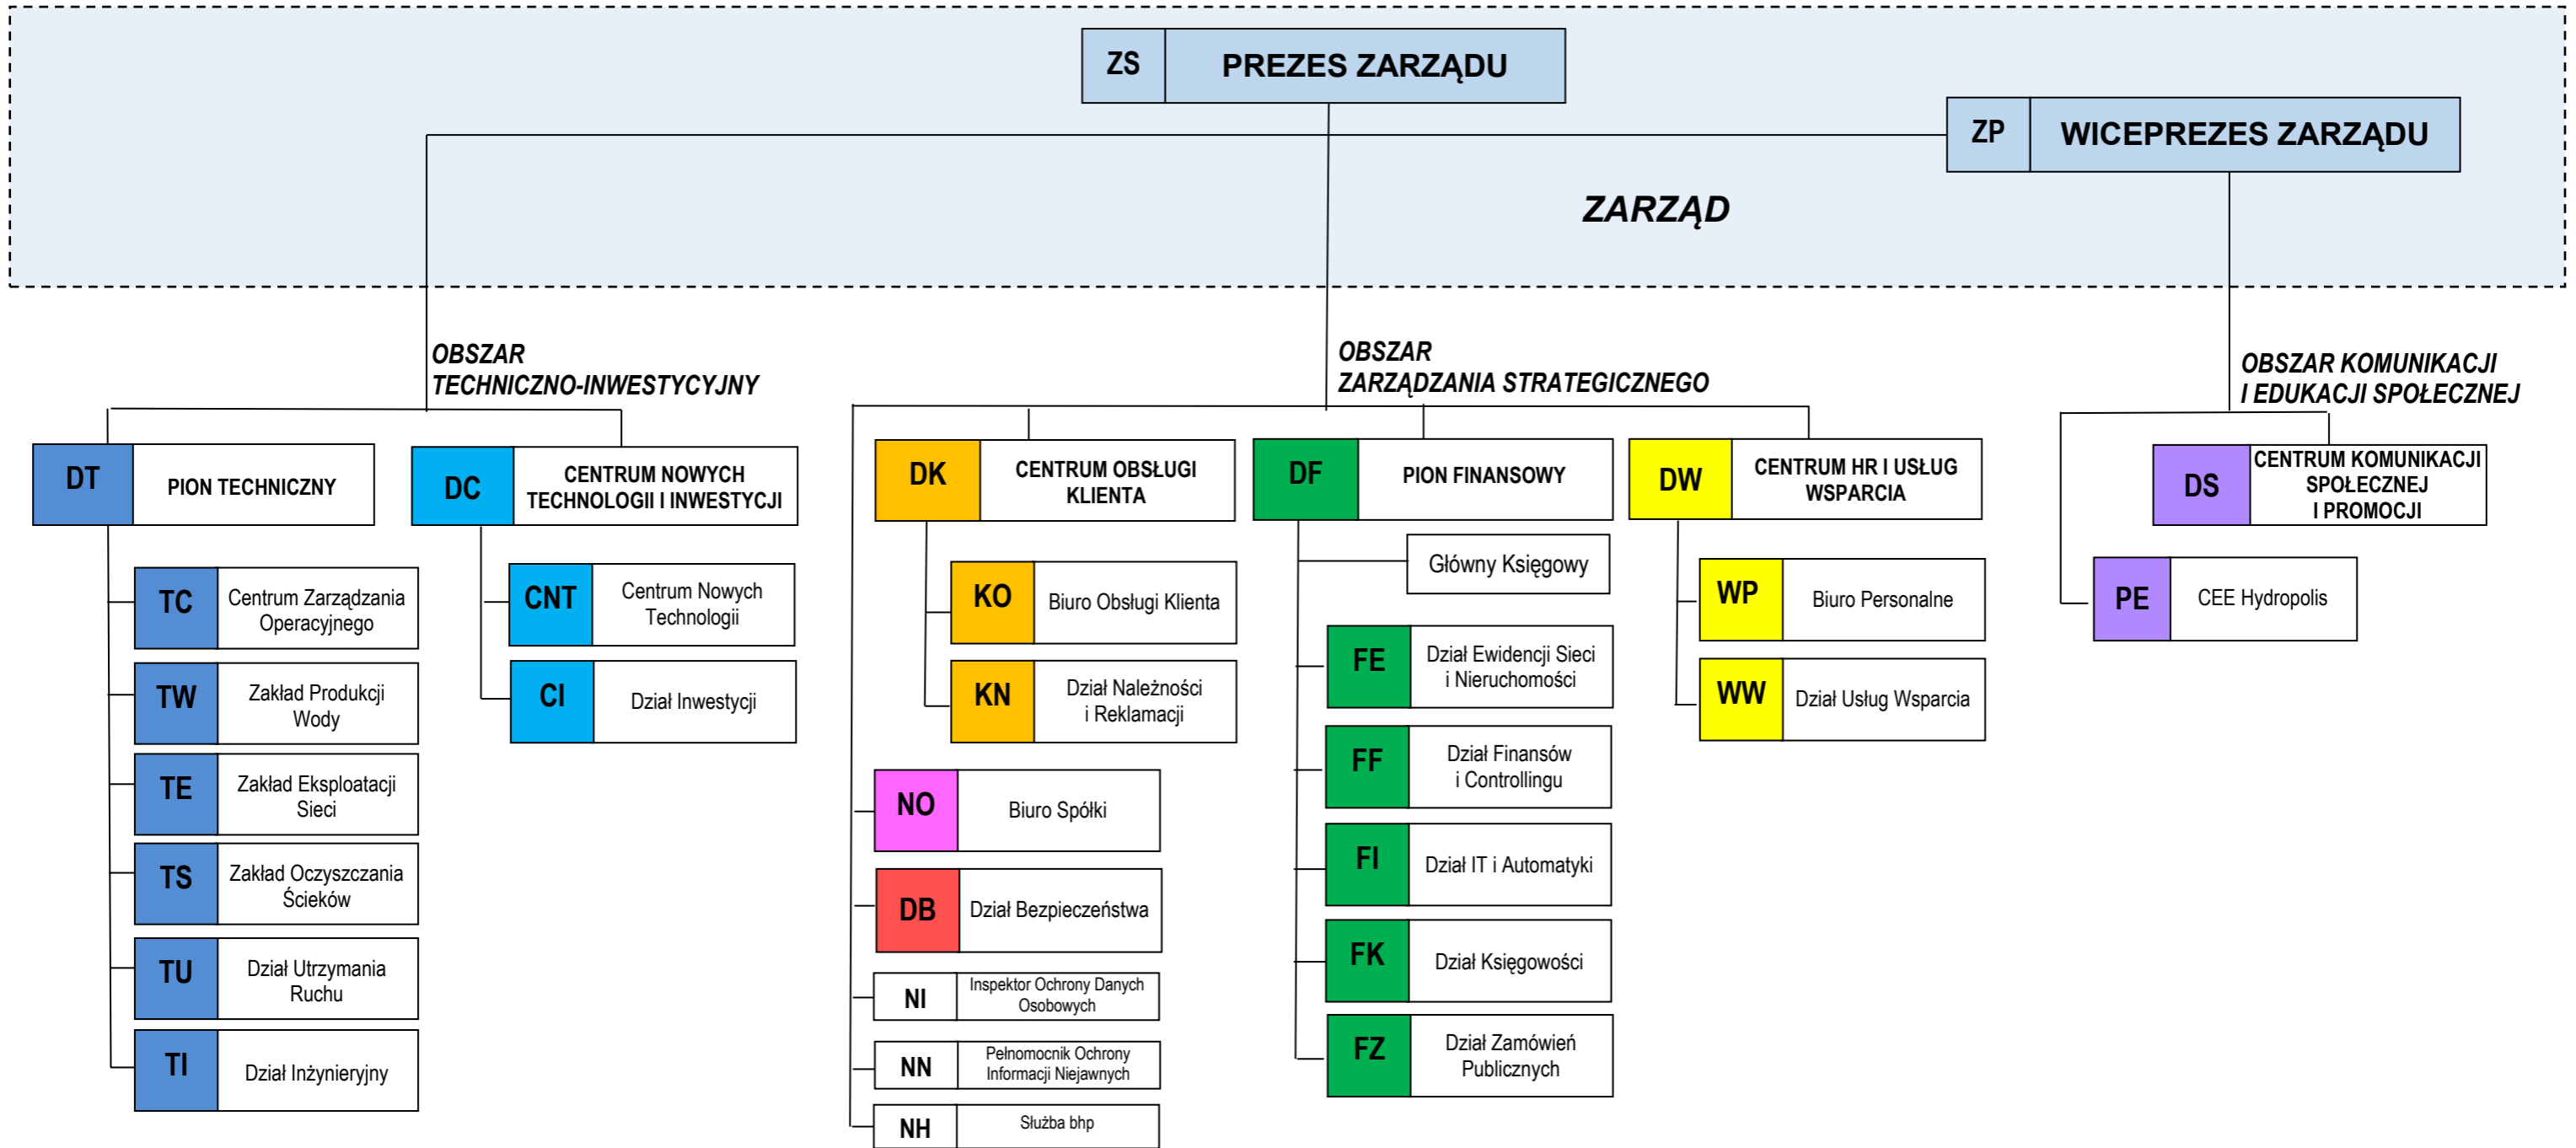 ZS
PREZES ZARZĄDU
ZP
WICEPREZES ZARZĄDU
ZARZĄD
OBSZAR
TECHNICZNO-INWESTYCYJNY
DT
PION TECHNICZNY
TC
Centrum Zarządzania
Operacyjnego
TW
Zakład Produkcji
Wody
TE
Zakład Eksploatacji
Sieci
TS
Zakład Oczyszczania
Ścieków
TU
Dział Utrzymania
Ruchu
TI
Dział Inżynieryjny
DC
CENTRUM NOWYCH
TECHNOLOGII I INWESTYCJI
CNT
Centrum Nowych
Technologii
CI
Dział Inwestycji
OBSZAR
ZARZĄDZANIA STRATEGICZNEGO
DK
CENTRUM OBSŁUGI
KLIENTA
KO
Biuro Obsługi Klienta
KN
Dział Należności
i Reklamacji
NO
Biuro Spółki
DB
Dział Bezpieczeństwa
NI
Inspektor Ochrony Danych
Osobowych
NN
Pełnomocnik Ochrony
Informacji Niejawnych
NH
Służba bhp
DF
PION FINANSOWY
Główny Księgowy
FE
Dział Ewidencji Sieci
i Nieruchomości
FF
Dział Finansów
i Controllingu
FI
Dział IT i Automatyki
FK
Dział Księgowości
FZ
Dział Zamówień
Publicznych
DW
CENTRUM HR I USŁUG
WSPARCIA
WP
Biuro Personalne
WW
Dział Usług Wsparcia
OBSZAR KOMUNIKACJI
I EDUKACJI SPOŁECZNEJ
DS
CENTRUM KOMUNIKACJI
SPOŁECZNEJ
I PROMOCJI
PE
CEE Hydropolis